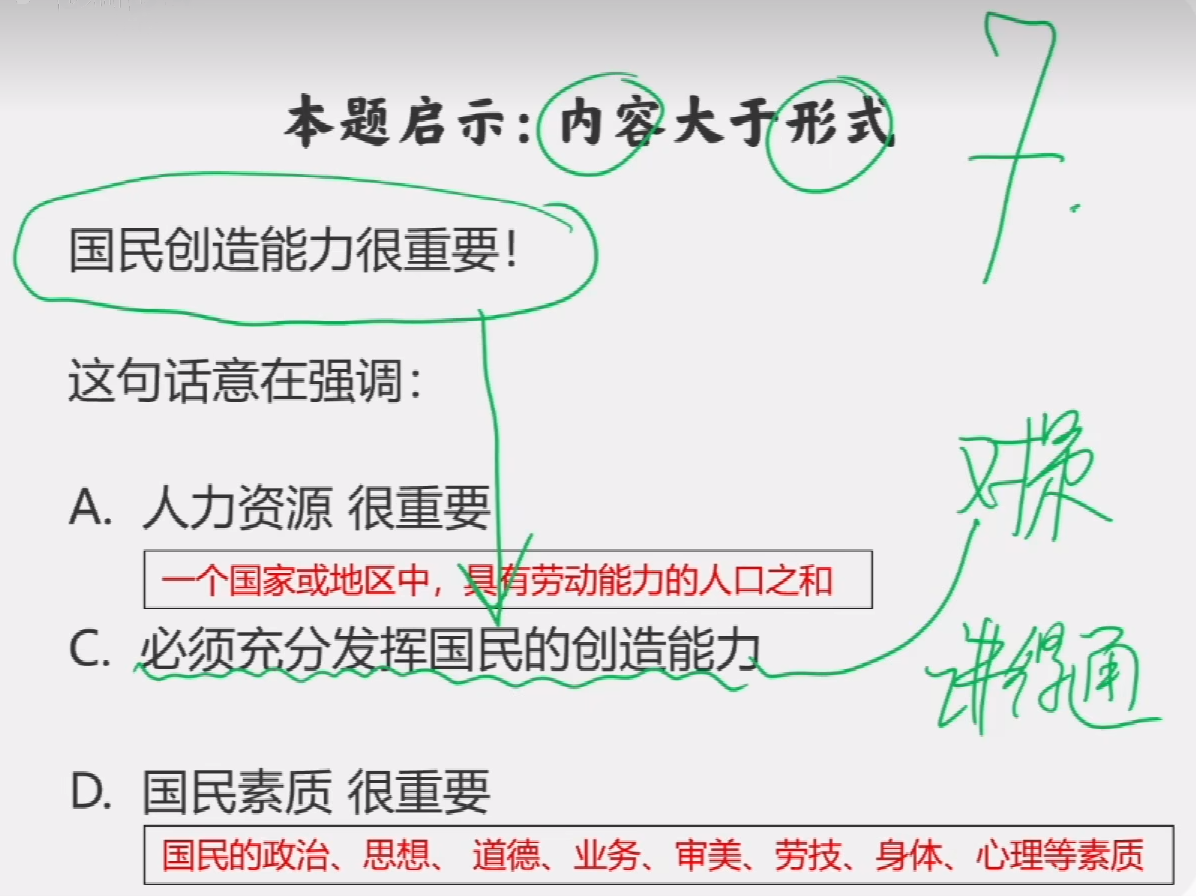 本题启示：内容大于形式
7
国民创造能力很重要！
这句话意在强调：
A. 人力资源 很重要
一个国家或地区中，具有劳动能力的人口之和
C. 必须充分发挥国民的创造能力
讲得通
D. 国民素质 很重要
国民的政治、思想、 道德、业务、审美、劳技、身体、心理等素质